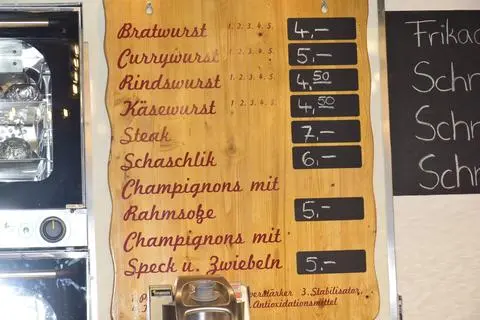 Bratwurst 1. 2. 3. 4. 5. 4,–
Currywurst 1. 2. 3. 4. 5. 5,–
Rindswurst 1. 2. 3. 4. 5. 4,50
Käsewurst 1. 2. 3. 4. 5. 4,50
Steak 7,–
Schaschlik 6,–
Champignons mit
Rahmsoße 5,–
Champignons mit
Speck u. Zwiebeln 5,–
3. Stabilisator,
Antioxidationsmittel
Frikad
Schn
Schn
Schn